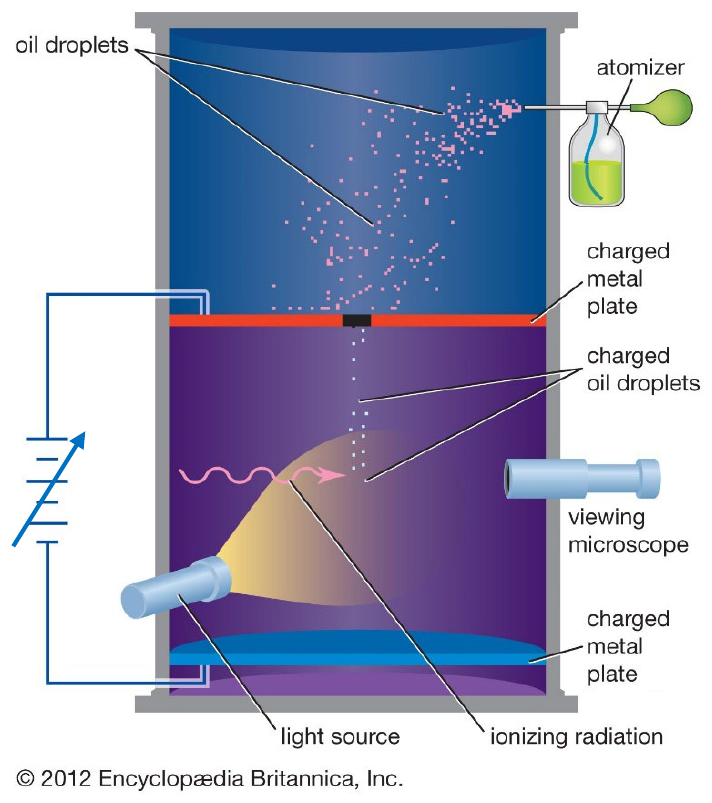 oil droplets
atomizer
charged
metal
plate
charged
oil droplets
viewing
microscope
charged
metal
plate
light source
ionizing radiation
© 2012 Encyclopædia Britannica, Inc.